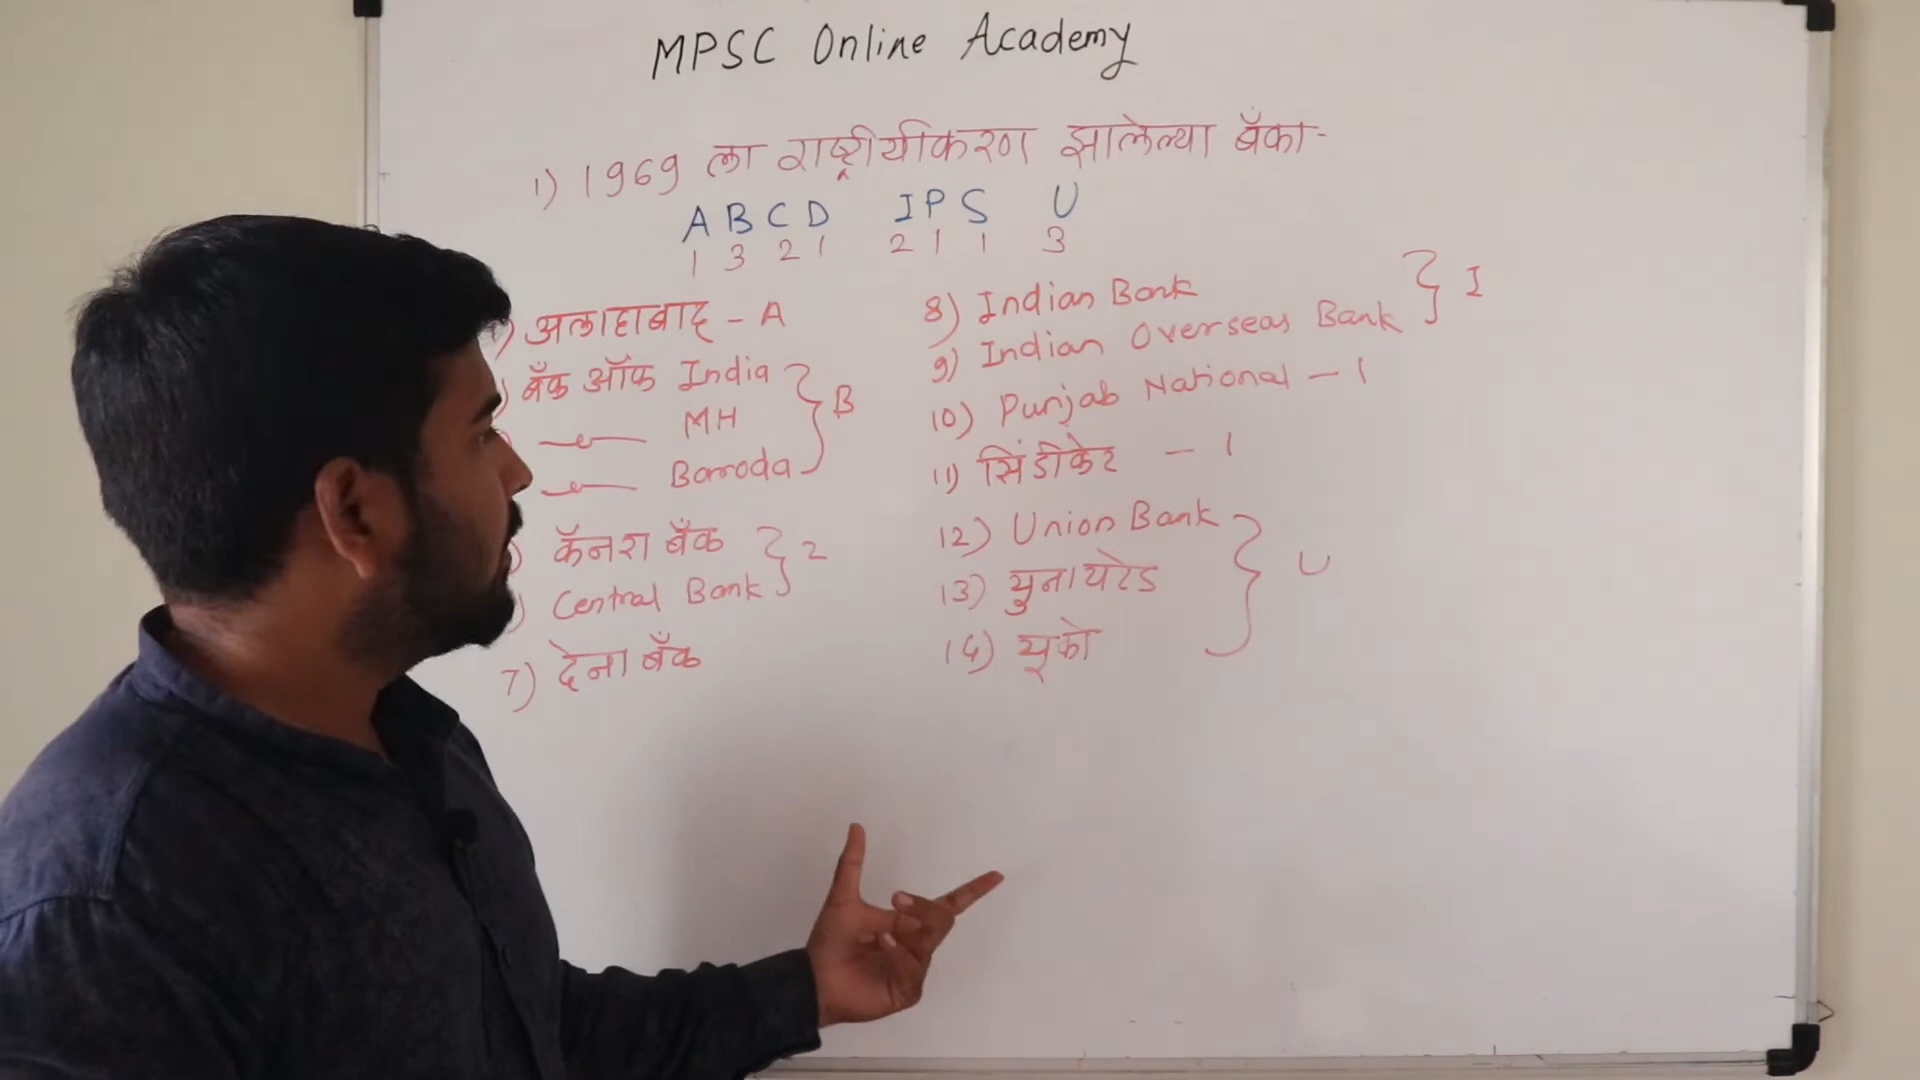 MPSC Online Academy
1) 1969 ला राष्ट्रीयीकरण झालेल्या बँका-
A B C D I P S U
1 3 2 1 2 1 1 3
) अलाहाबाद - A
) बँक ऑफ India } B
MH
Baroda
) कॅनरा बँक } 2
) Central Bank
7) देना बँक
8) Indian Bank } I
9) Indian Overseas Bank
10) Punjab National - 1
11) सिंडीकेट - 1
12) Union Bank } U
13) युनायटेड
14) यूको